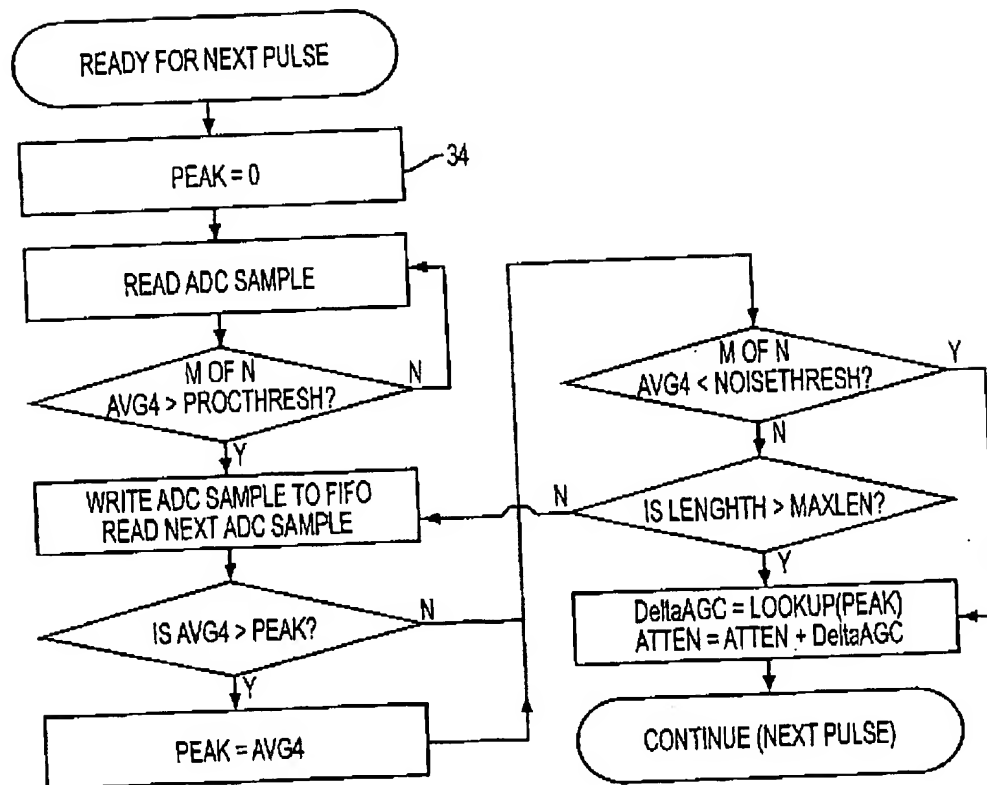 READY FOR NEXT PULSE
PEAK = 0
34
READ ADC SAMPLE
M OF N
AVG4 > PROCTHRESH?
N
Y
WRITE ADC SAMPLE TO FIFO
READ NEXT ADC SAMPLE
IS AVG4 > PEAK?
N
Y
PEAK = AVG4
M OF N
AVG4 < NOISETHRESH?
Y
N
IS LENGHTH > MAXLEN?
N
Y
DeltaAGC = LOOKUP(PEAK)
ATTEN = ATTEN + DeltaAGC
CONTINUE (NEXT PULSE)